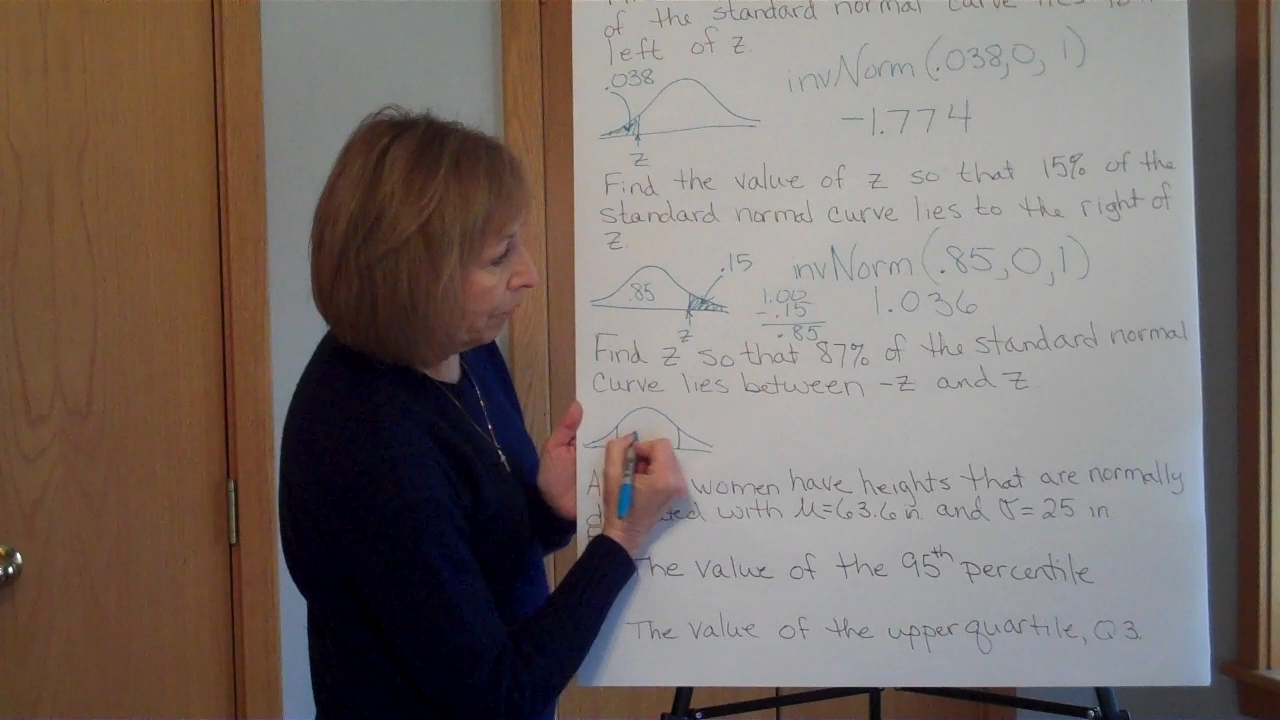 of the standard normal curve lies to
left of z.
.038
invNorm(.038,0, 1)
-1.774
z
Find the value of z so that 15% of the
standard normal curve lies to the right of
z.
.15
.85
invNorm(.85,0,1)
1.00
-.15
.85
1.036
z
Find z so that 87% of the standard normal
curve lies between -z and z
women have heights that are normally
with μ=63.6 in and σ=25 in
The value of the 95th percentile
The value of the upper quartile, Q3.